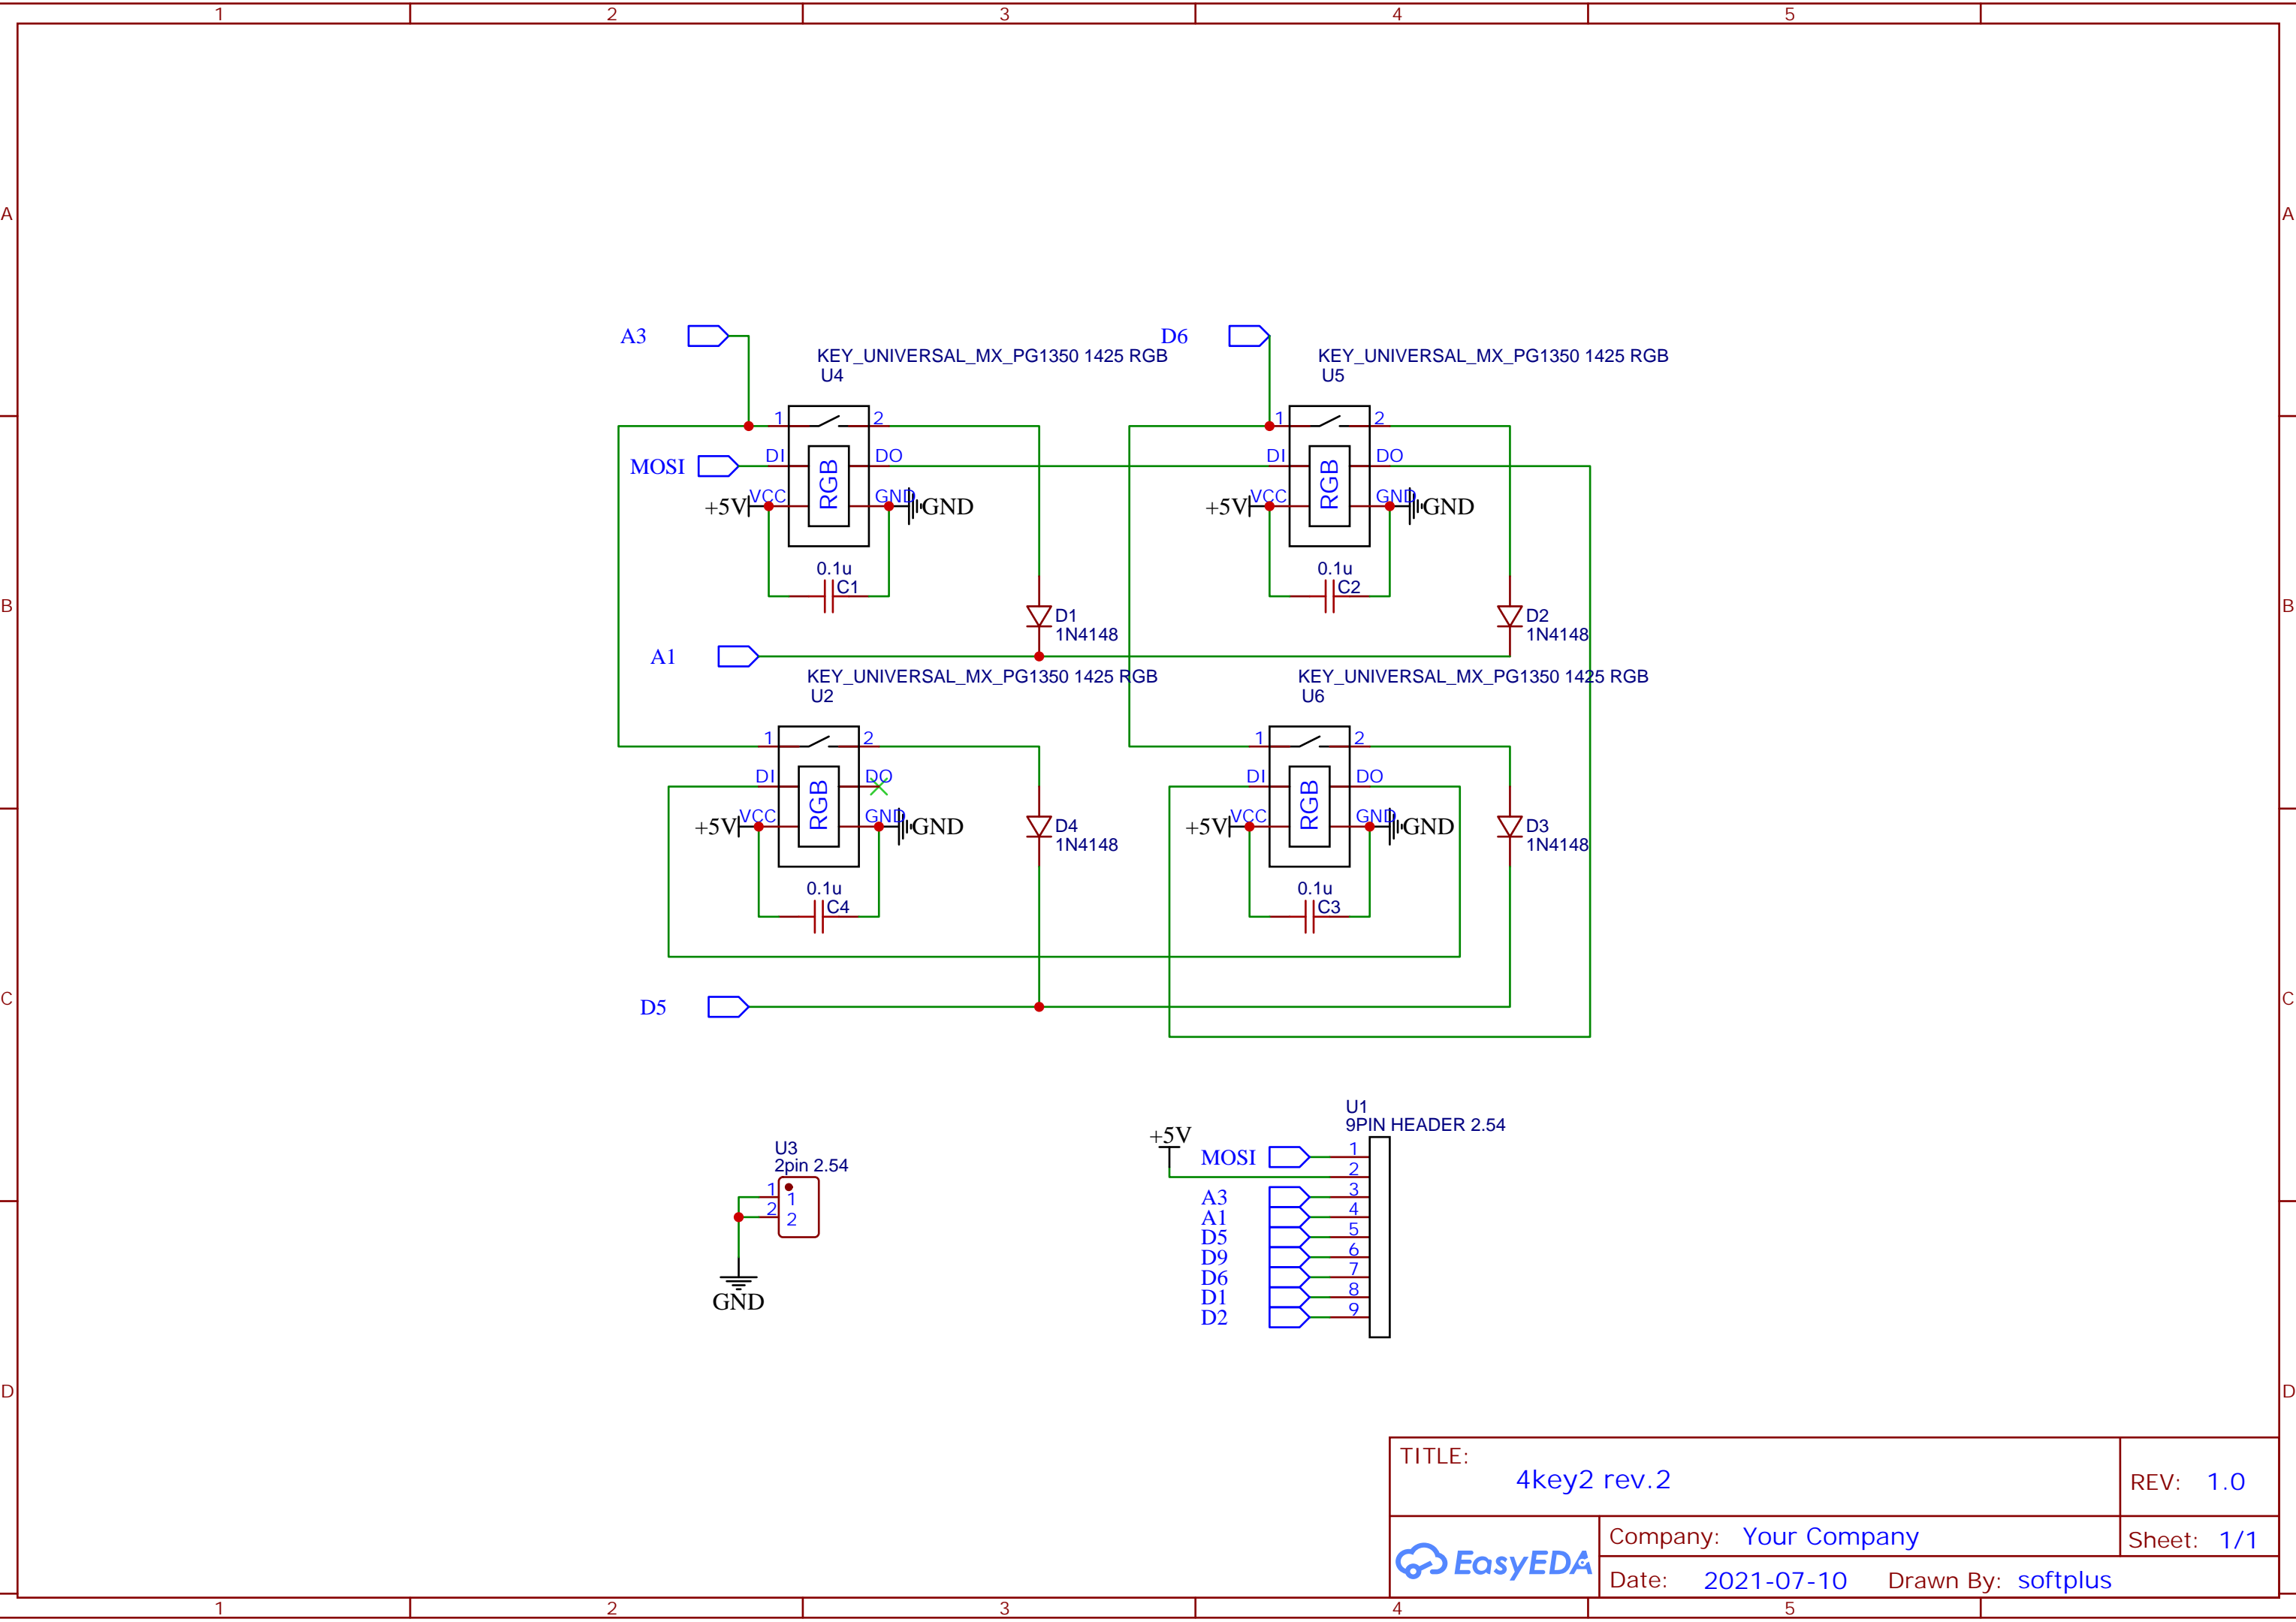 1 2 3 4 5
A A
A3 D6
KEY_UNIVERSAL_MX_PG1350 1425 RGB KEY_UNIVERSAL_MX_PG1350 1425 RGB
U4 U5
1 2 1 2
DI DO DI DO
MOSI
RGB RGB
+5V VCC GND GND +5V VCC GND GND
0.1u 0.1u
C1 C2
B B
D1 D2
1N4148 1N4148
A1
KEY_UNIVERSAL_MX_PG1350 1425 RGB KEY_UNIVERSAL_MX_PG1350 1425 RGB
U2 U6
1 2 1 2
DI DO DI DO
RGB RGB
+5V VCC GND GND +5V VCC GND GND
D4 D3
1N4148 1N4148
0.1u 0.1u
C4 C3
C C
D5
U1
9PIN HEADER 2.54
+5V
U3
2pin 2.54
1 1
2 2
GND
MOSI 1
2
A3 3
A1 4
D5 5
D9 6
D6 7
D1 8
D2 9
D D
TITLE:
4key2 rev.2
REV: 1.0
EasyEDA
Company: Your Company
Sheet: 1/1
Date: 2021-07-10 Drawn By: softplus
1 2 3 4 5